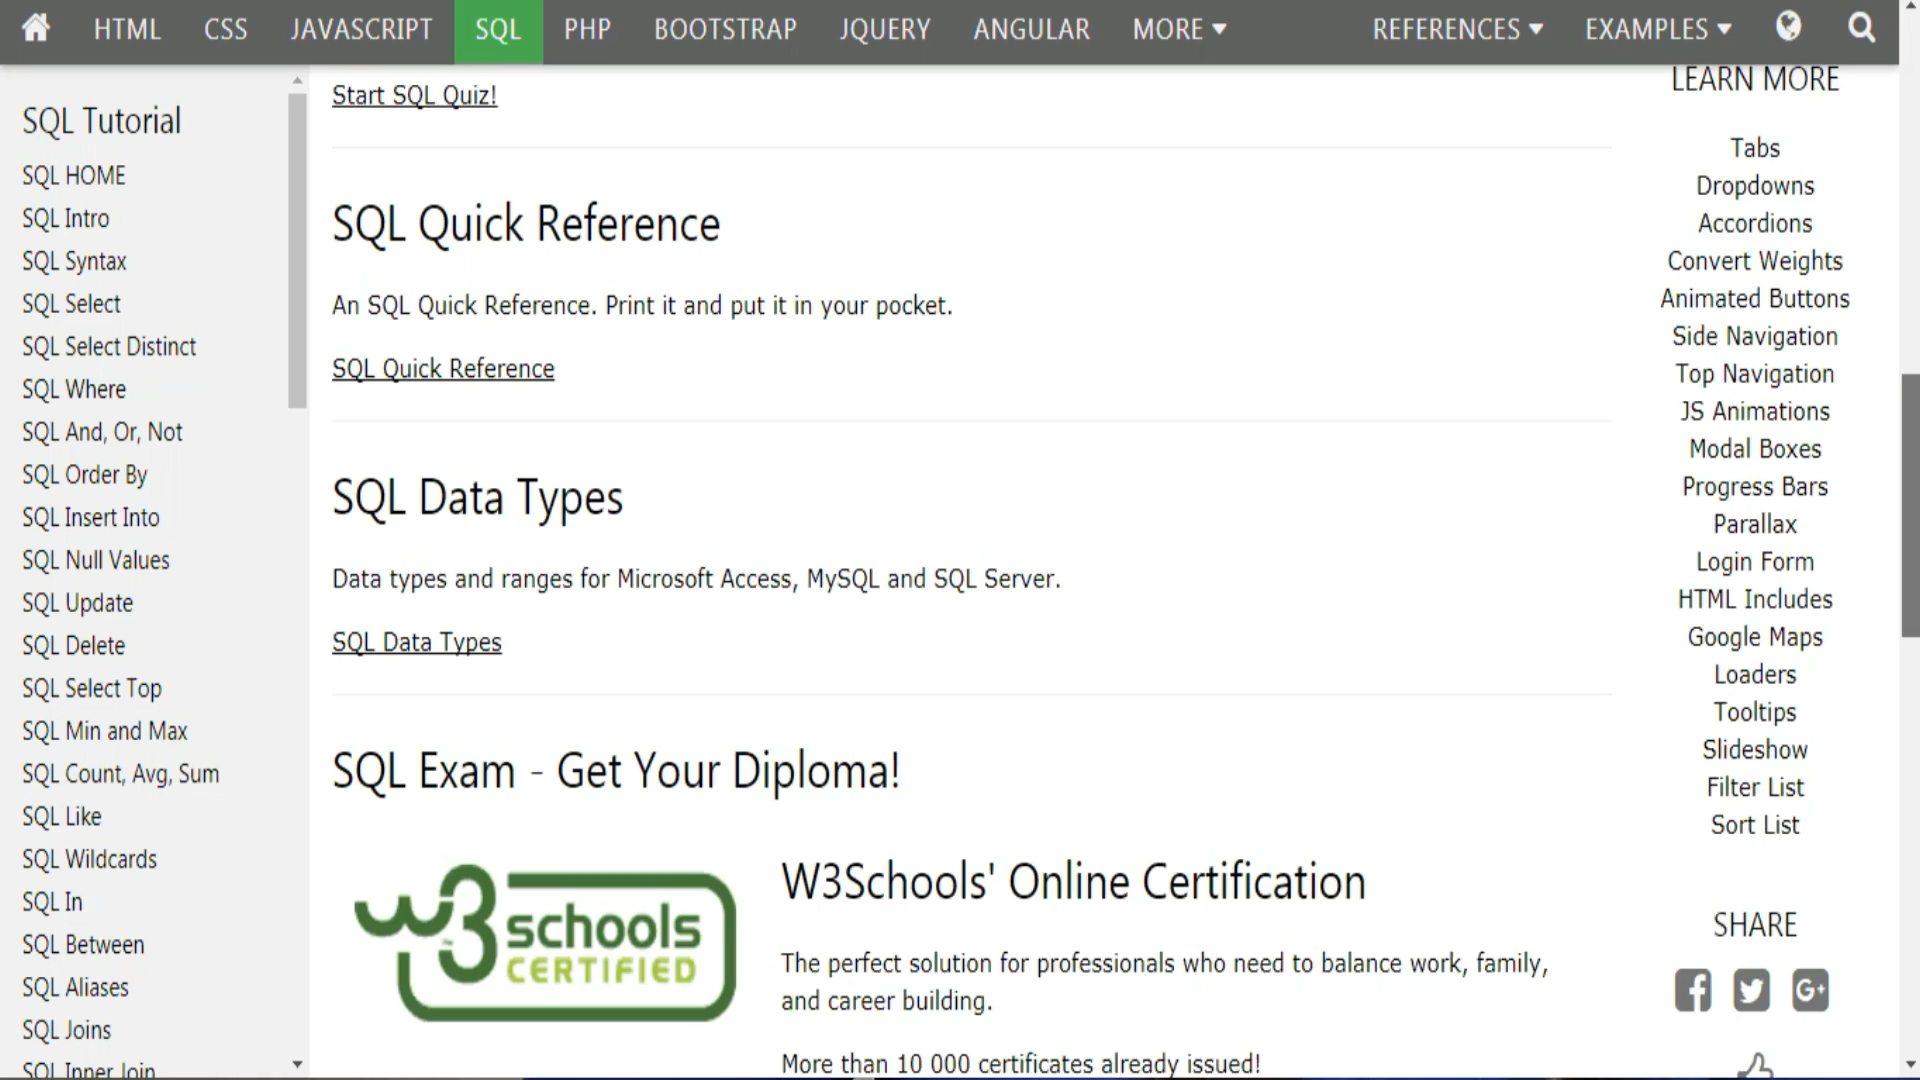 HTML CSS JAVASCRIPT SQL PHP BOOTSTRAP JQUERY ANGULAR MORE REFERENCES EXAMPLES
SQL Tutorial
SQL HOME
SQL Intro
SQL Syntax
SQL Select
SQL Select Distinct
SQL Where
SQL And, Or, Not
SQL Order By
SQL Insert Into
SQL Null Values
SQL Update
SQL Delete
SQL Select Top
SQL Min and Max
SQL Count, Avg, Sum
SQL Like
SQL Wildcards
SQL In
SQL Between
SQL Aliases
SQL Joins
SQL Inner Join
Start SQL Quiz!
SQL Quick Reference
An SQL Quick Reference. Print it and put it in your pocket.
SQL Quick Reference
SQL Data Types
Data types and ranges for Microsoft Access, MySQL and SQL Server.
SQL Data Types
SQL Exam - Get Your Diploma!
w3schools
CERTIFIED
W3Schools' Online Certification
The perfect solution for professionals who need to balance work, family,
and career building.
More than 10 000 certificates already issued!
LEARN MORE
Tabs
Dropdowns
Accordions
Convert Weights
Animated Buttons
Side Navigation
Top Navigation
JS Animations
Modal Boxes
Progress Bars
Parallax
Login Form
HTML Includes
Google Maps
Loaders
Tooltips
Slideshow
Filter List
Sort List
SHARE
G+